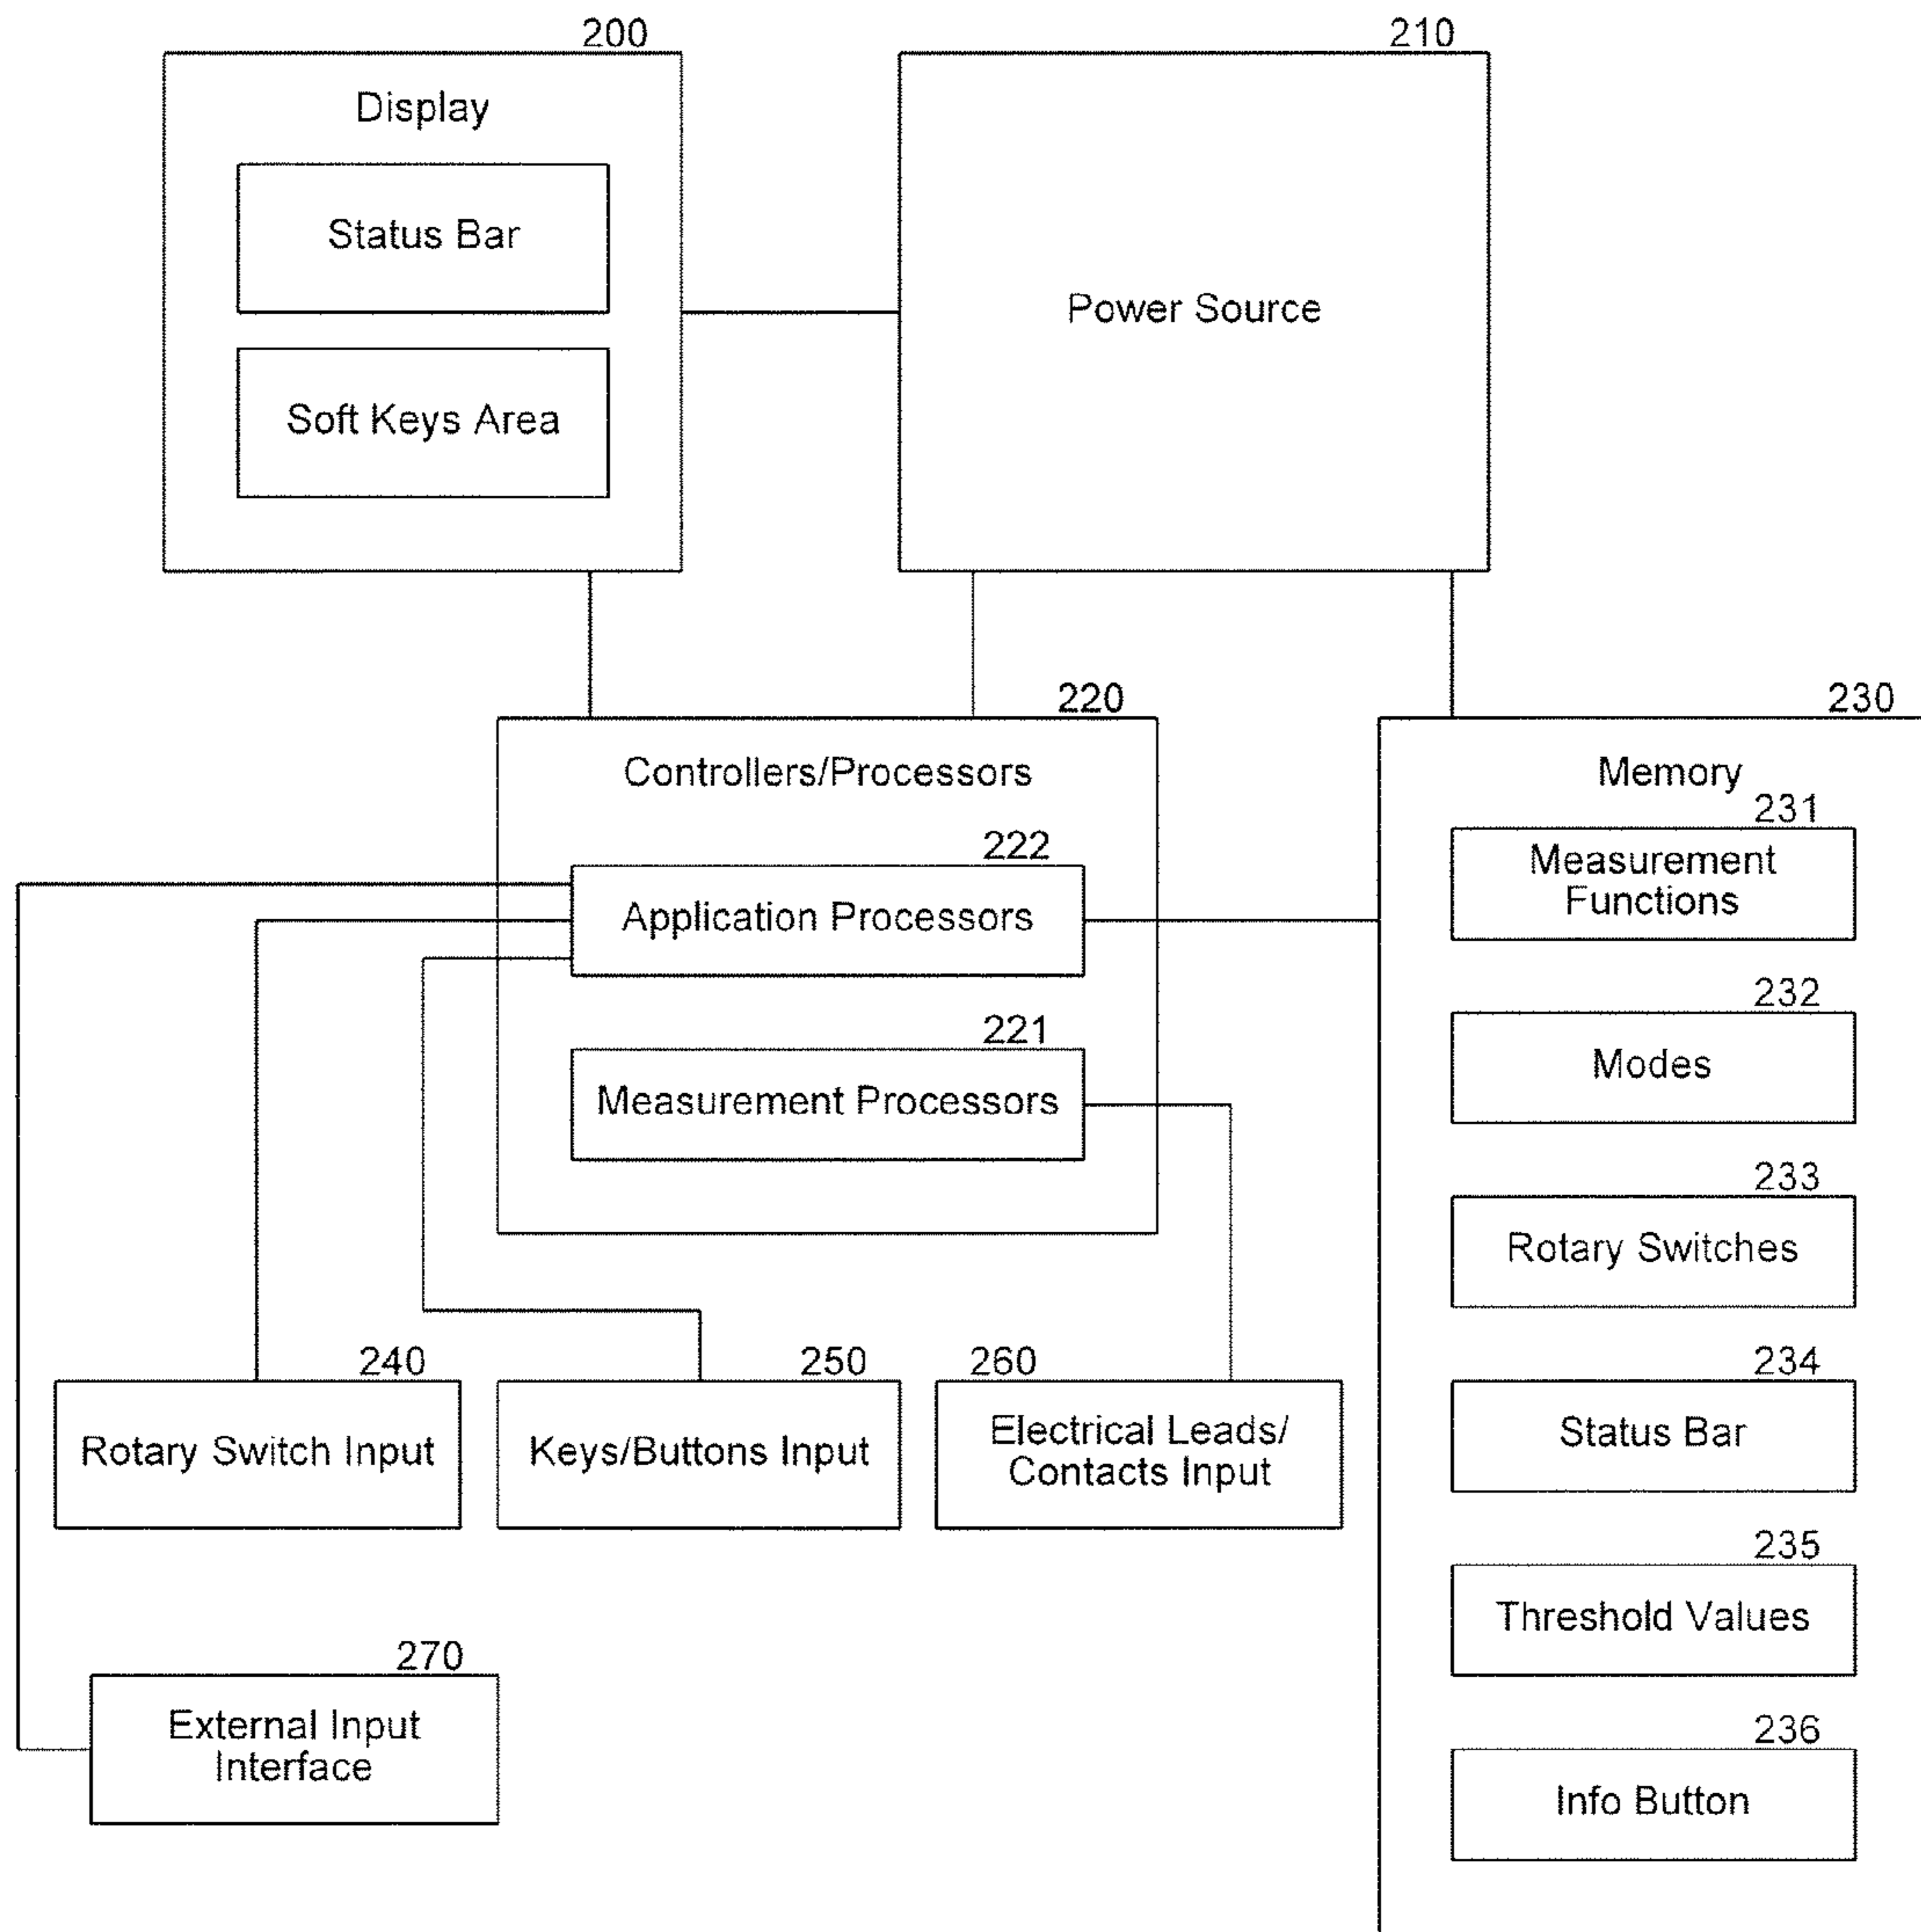 200
210
Display
Status Bar
Soft Keys Area
Power Source
220
Controllers/Processors
222
Application Processors
221
Measurement Processors
230
Memory
231
Measurement
Functions
232
Modes
233
Rotary Switches
234
Status Bar
235
Threshold Values
236
Info Button
240
Rotary Switch Input
250
Keys/Buttons Input
260
Electrical Leads/
Contacts Input
270
External Input
Interface